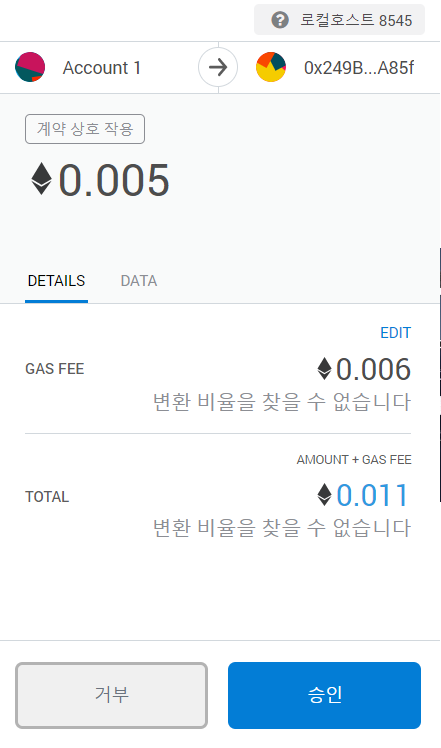 로컬호스트 8545
Account 1
0x249B...A85f
계약 상호 작용
0.005
DETAILS
DATA
EDIT
GAS FEE
0.006
변환 비율을 찾을 수 없습니다
AMOUNT + GAS FEE
TOTAL
0.011
변환 비율을 찾을 수 없습니다
거부
승인